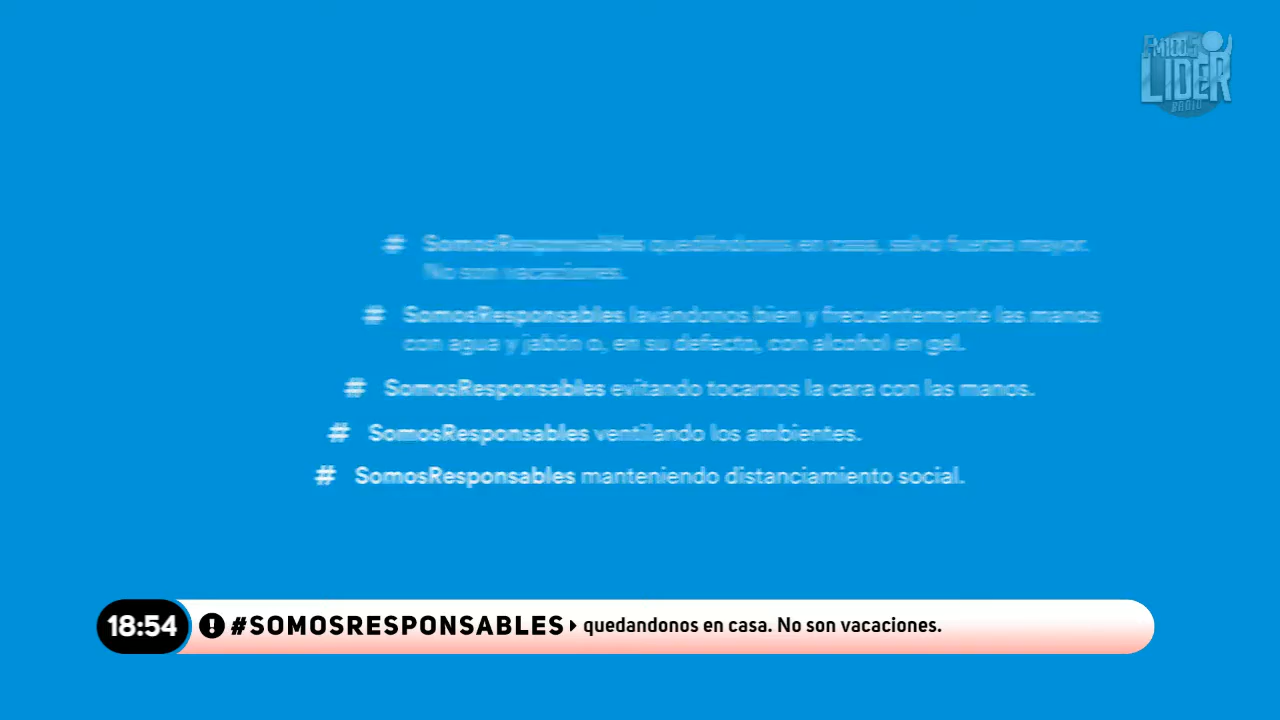 FM100.5
LIDER
RADIO
# SomosResponsables quedándonos en casa, salvo fuerza mayor.
No son vacaciones.
# SomosResponsables lavándonos bien y frecuentemente las manos
con agua y jabón o, en su defecto, con alcohol en gel.
# SomosResponsables evitando tocarnos la cara con las manos.
# SomosResponsables ventilando los ambientes.
# SomosResponsables manteniendo distanciamiento social.
18:54 #SOMOSRESPONSABLES quedandonos en casa. No son vacaciones.